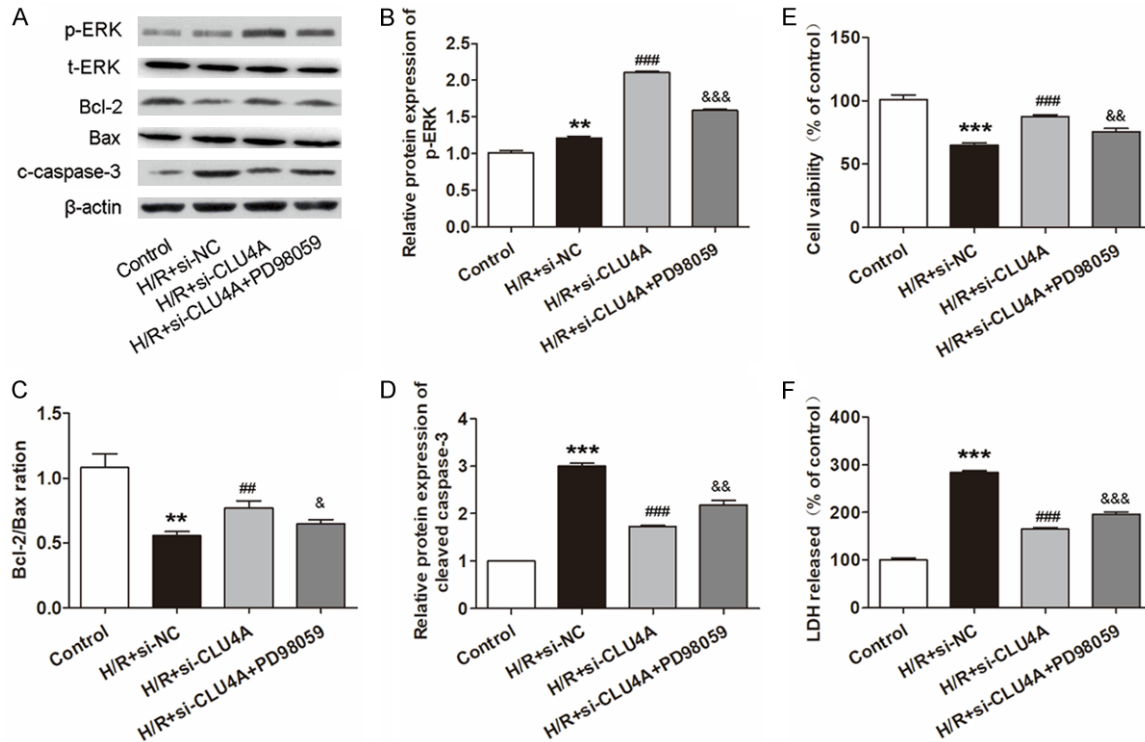 A
p-ERK
t-ERK
Bcl-2
Bax
c-caspase-3
β-actin
Control
H/R+si-NC
H/R+si-CLU4A
H/R+si-CLU4A+PD98059
B
Relative protein expression of
p-ERK
2.5
2.0
1.5
1.0
0.5
0.0
**
###
&&&
Control
H/R+si-NC
H/R+si-CLU4A
H/R+si-CLU4A+PD98059
E
Cell vaibility (% of control)
150
100
50
0
***
###
&&
Control
H/R+si-NC
H/R+si-CLU4A
H/R+si-CLU4A+PD98059
C
Bcl-2/Bax ration
1.5
1.0
0.5
0.0
**
##
&
Control
H/R+si-NC
H/R+si-CLU4A
H/R+si-CLU4A+PD98059
D
Relative protein expression of
cleaved caspase-3
4
3
2
1
0
***
###
&&
Control
H/R+si-NC
H/R+si-CLU4A
H/R+si-CLU4A+PD98059
F
LDH released (% of control)
400
300
200
100
0
***
###
&&&
Control
H/R+si-NC
H/R+si-CLU4A
H/R+si-CLU4A+PD98059